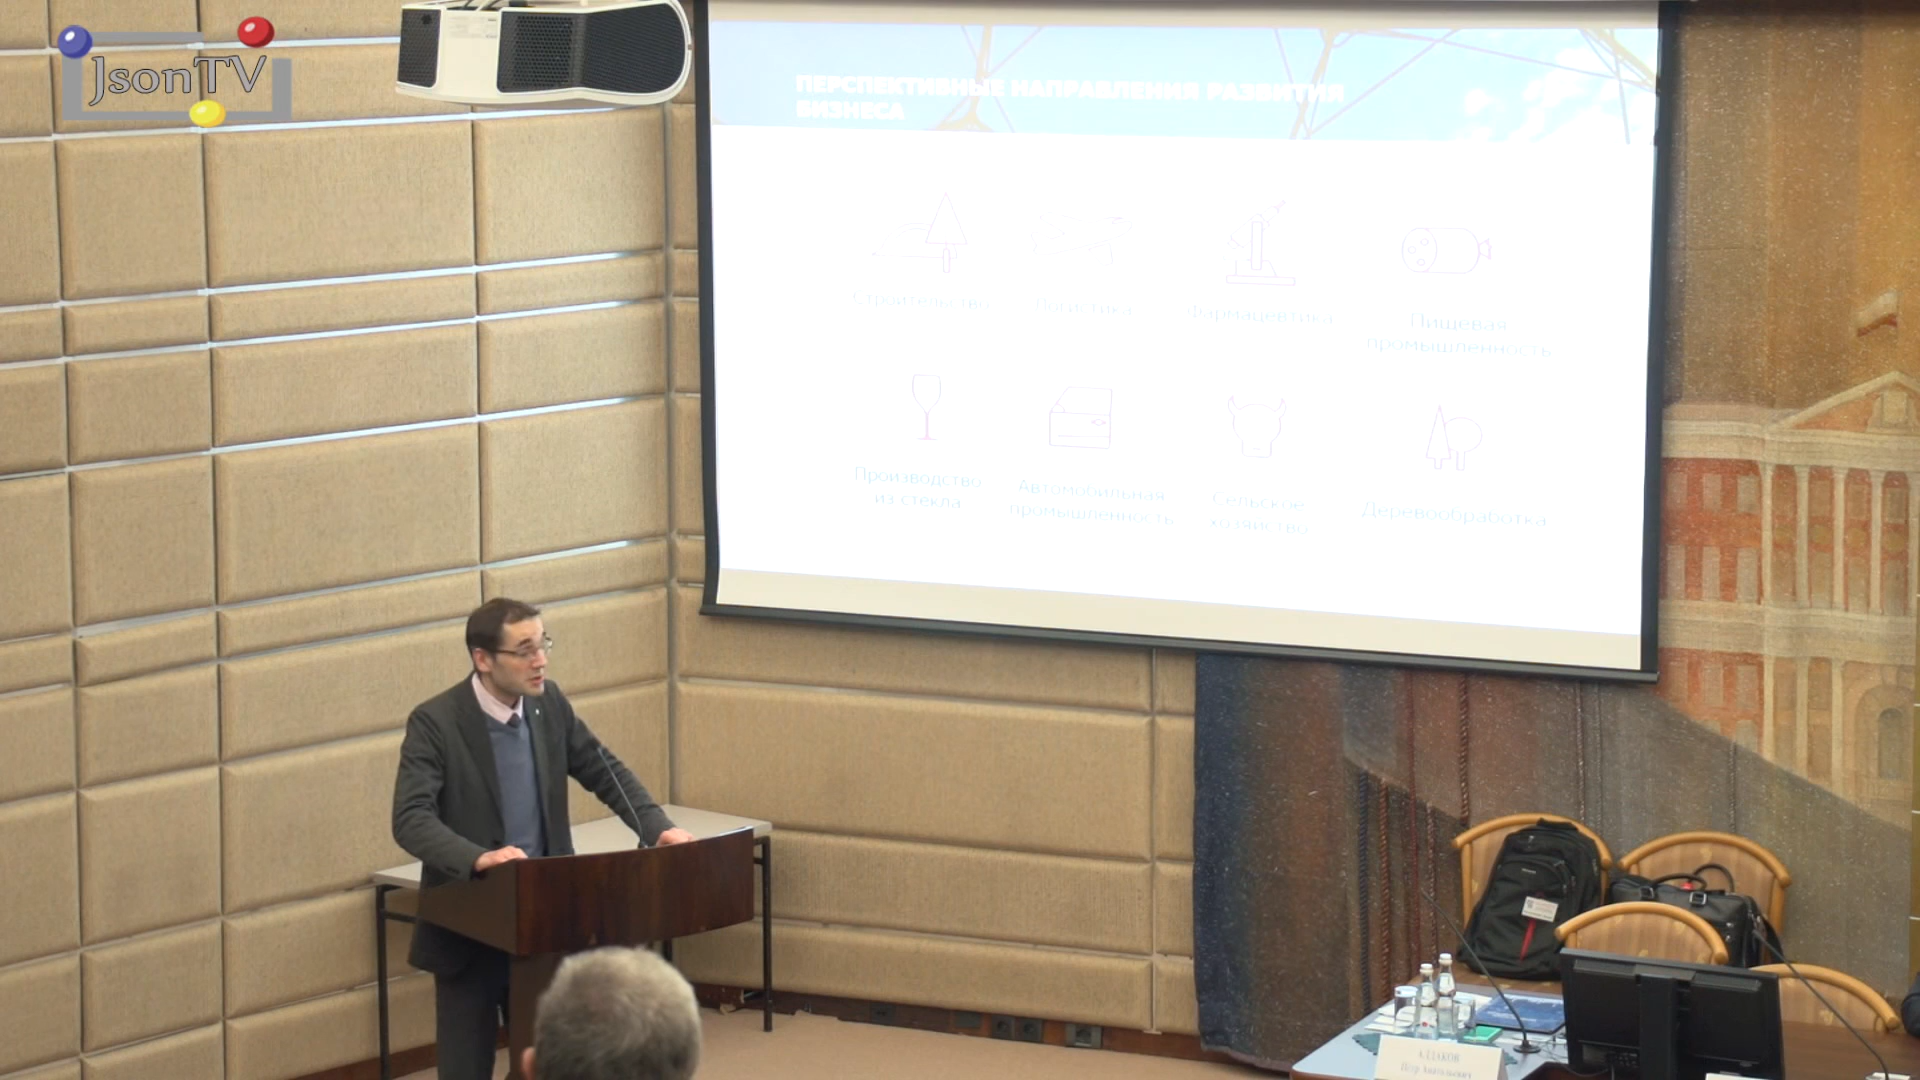 JsonTV
ПЕРСПЕКТИВНЫЕ НАПРАВЛЕНИЯ РАЗВИТИЯ
БИЗНЕСА
Строительство
Логистика
Фармацевтика
Пищевая
промышленность
Производство
из стекла
Автомобильная
промышленность
Сельское
хозяйство
Деревообработка